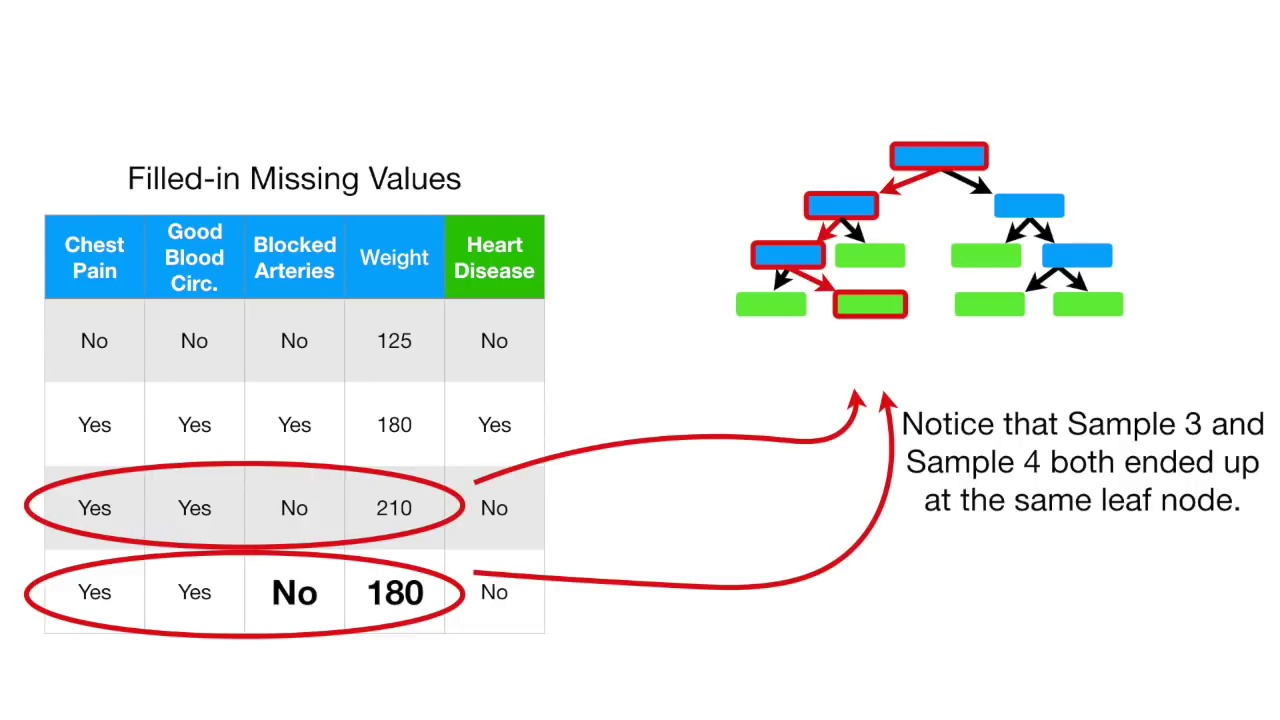 Filled-in Missing Values
Chest Pain
Good Blood Circ.
Blocked Arteries
Weight
Heart Disease
No No No 125 No
Yes Yes Yes 180 Yes
Yes Yes No 210 No
Yes Yes No 180 No
Notice that Sample 3 and
Sample 4 both ended up
at the same leaf node.